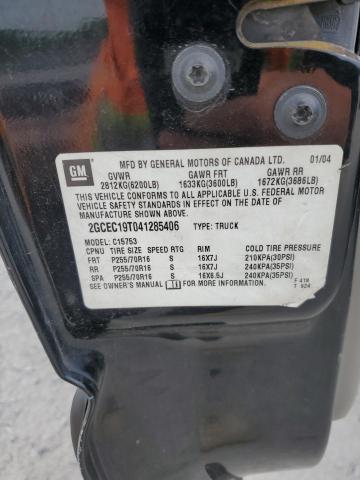 GM
MFD BY GENERAL MOTORS OF CANADA LTD. 01/04
GVWR GAWR FRT GAWR RR
2812KG(6200LB) 1633KG(3600LB) 1672KG(3686LB)
THIS VEHICLE CONFORMS TO ALL APPLICABLE U.S. FEDERAL MOTOR
VEHICLE SAFETY STANDARDS IN EFFECT ON THE DATE OF
MANUFACTURE SHOWN ABOVE.
2GCEC19T041285406 TYPE: TRUCK
MODEL: C15753
CPNU TIRE SIZE SPEED RTG RIM COLD TIRE PRESSURE
FRT P255/70R16 S 16X7J 210KPA(30PSI)
RR P255/70R16 S 16X7J 240KPA(35PSI)
SPA P255/70R16 S 16X6.5J 240KPA(35PSI)
SEE OWNER'S MANUAL FOR MORE INFORMATION. F 418
T 924